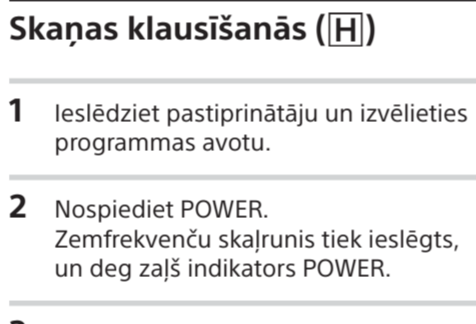 Skaņas klausīšanās (H)
1 Ieslēdziet pastiprinātāju un izvēlieties
programmas avotu.
2 Nospiediet POWER.
Zemfrekvenču skaļrunis tiek ieslēgts,
un deg zaļš indikators POWER.